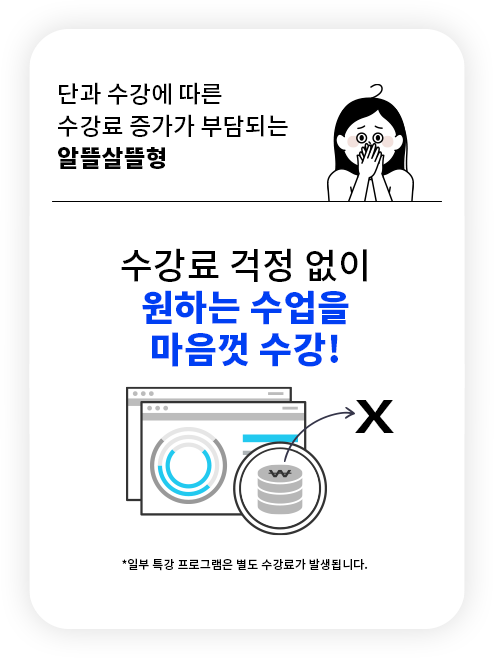 단과 수강에 따른
수강료 증가가 부담되는
알뜰살뜰형
수강료 걱정 없이
원하는 수업을
마음껏 수강!
X
₩
*일부 특강 프로그램은 별도 수강료가 발생됩니다.